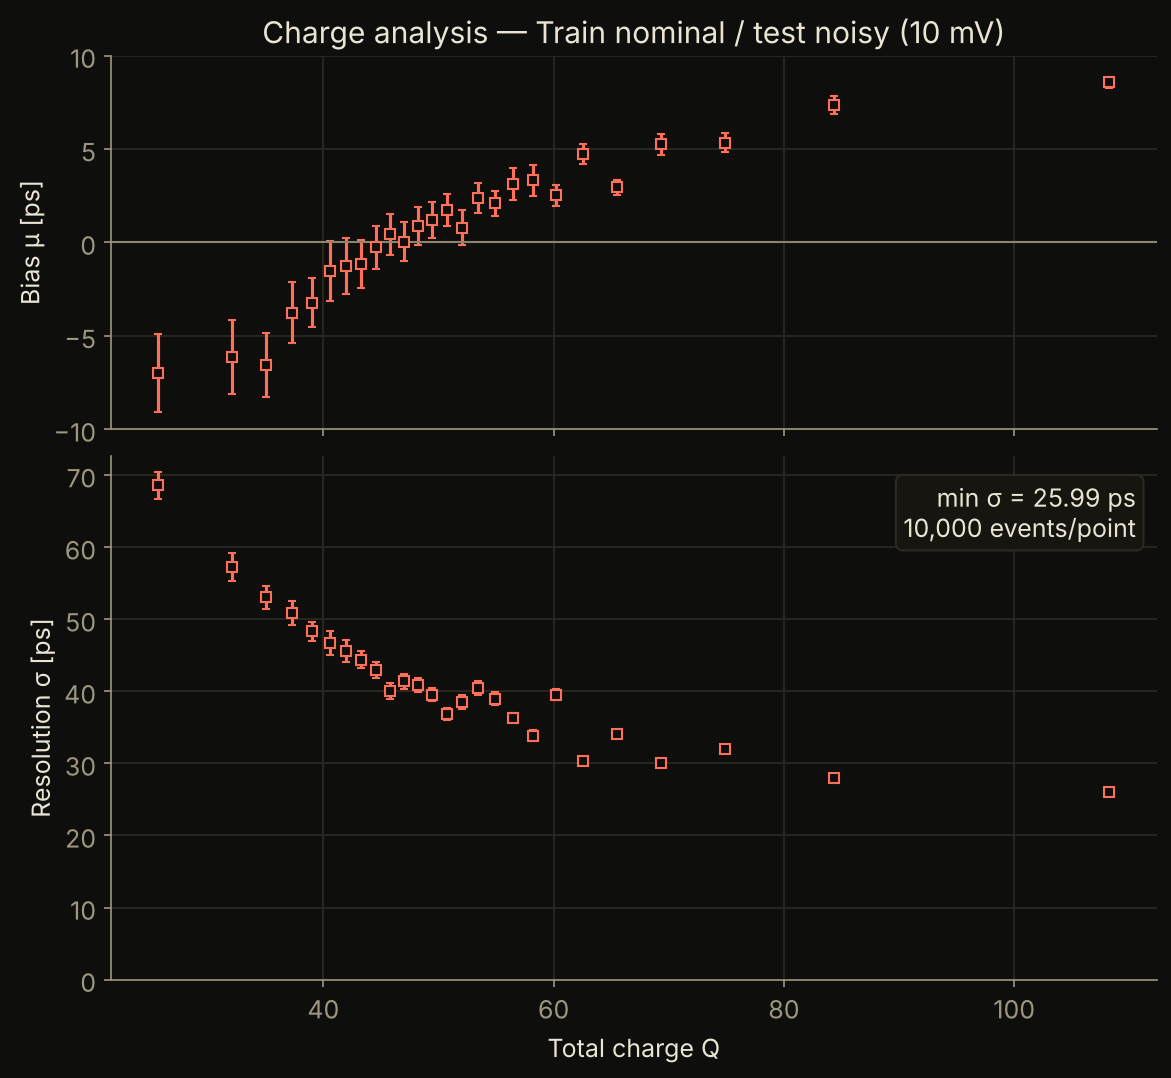 Charge analysis — Train nominal / test noisy (10 mV)
10
5
0
−5
−10
Bias μ [ps]
70
60
50
40
30
20
10
0
Resolution σ [ps]
min σ = 25.99 ps
10,000 events/point
40
60
80
100
Total charge Q